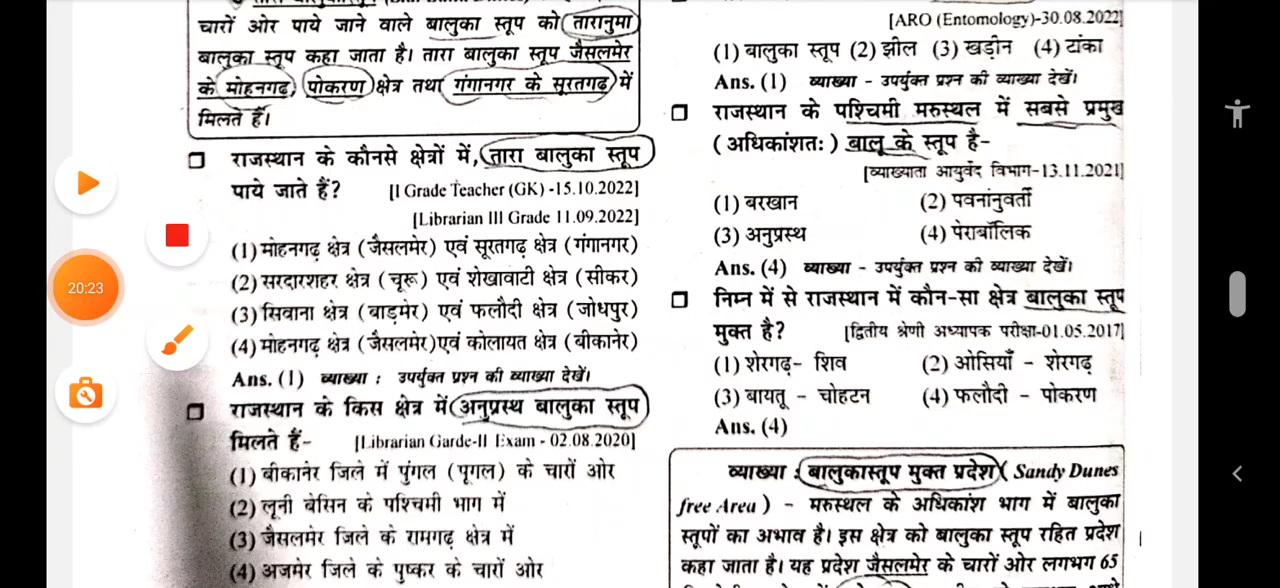 चारों ओर पाये जाने वाले बालुका स्तूप को तारानुमा
बालुका स्तूप कहा जाता है। तारा बालुका स्तूप जैसलमेर
के मोहनगढ़, पोकरण क्षेत्र तथा गंगानगर के सूरतगढ़ में
मिलते हैं।
राजस्थान के कौनसे क्षेत्रों में, तारा बालुका स्तूप
पाये जाते हैं? [I Grade Teacher (GK) -15.10.2022]
[Librarian III Grade 11.09.2022]
(1) मोहनगढ़ क्षेत्र (जैसलमेर) एवं सूरतगढ़ क्षेत्र (गंगानगर)
(2) सरदारशहर क्षेत्र (चूरू) एवं शेखावाटी क्षेत्र (सीकर)
(3) सिवाना क्षेत्र (बाड़मेर) एवं फलौदी क्षेत्र (जोधपुर)
(4) मोहनगढ़ क्षेत्र (जैसलमेर)एवं कोलायत क्षेत्र (बीकानेर)
Ans. (1) व्याख्या : उपर्युक्त प्रश्न की व्याख्या देखें।
राजस्थान के किस क्षेत्र में अनुप्रस्थ बालुका स्तूप
मिलते हैं- [Librarian Garde-II Exam - 02.08.2020]
(1) बीकानेर जिले में पुंगल (पूगल) के चारों ओर
(2) लूनी बेसिन के पश्चिमी भाग में
(3) जैसलमेर जिले के रामगढ़ क्षेत्र में
(4) अजमेर जिले के पुष्कर के चारों ओर
[ARO (Entomology)-30.08.2022]
(1) बालुका स्तूप (2) झील (3) खड़ीन (4) टांका
Ans. (1) व्याख्या - उपर्युक्त प्रश्न की व्याख्या देखें।
राजस्थान के पश्चिमी मरुस्थल में सबसे प्रमुख
(अधिकांशतः) बालू के स्तूप है-
[व्याख्याता आयुर्वेद विभाग-13.11.2021]
(1) बरखान (2) पवनांनुवर्ती
(3) अनुप्रस्थ (4) पेराबॉलिक
Ans. (4) व्याख्या - उपर्युक्त प्रश्न की व्याख्या देखें।
निम्न में से राजस्थान में कौन-सा क्षेत्र बालुका स्तूप
मुक्त है? [द्वितीय श्रेणी अध्यापक परीक्षा-01.05.2017]
(1) शेरगढ़- शिव (2) ओसियाँ - शेरगढ़
(3) बायतू - चोहटन (4) फलौदी - पोकरण
Ans. (4)
व्याख्या : बालुकास्तूप मुक्त प्रदेश (Sandy Dunes
free Area) - मरुस्थल के अधिकांश भाग में बालुका
स्तूपों का अभाव है। इस क्षेत्र को बालुका स्तूप रहित प्रदेश
कहा जाता है। यह प्रदेश जैसलमेर के चारों ओर लगभग 65
20:23